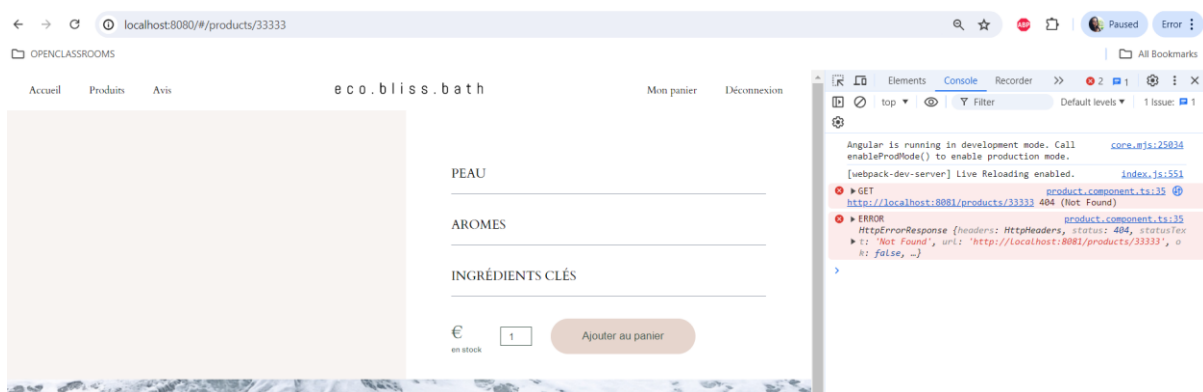 localhost:8080/#/products/33333
ABP
Paused
Error
OPENCLASSROOMS
All Bookmarks
Accueil Produits Avis
eco.bliss.bath
Mon panier Déconnexion
PEAU
AROMES
INGRÉDIENTS CLÉS
€
en stock
1
Ajouter au panier
Elements Console Recorder 2 1
top Filter Default levels 1 Issue: 1
Angular is running in development mode. Call core.mjs:25034
enableProdMode() to enable production mode.
[webpack-dev-server] Live Reloading enabled. index.js:551
GET product.component.ts:35
http://localhost:8081/products/33333 404 (Not Found)
ERROR product.component.ts:35
HttpErrorResponse {headers: HttpHeaders, status: 404, statusTex
t: 'Not Found', url: 'http://localhost:8081/products/33333', o
k: false, …}